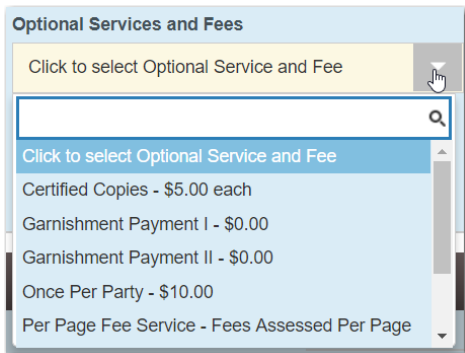 Optional Services and Fees
Click to select Optional Service and Fee
Click to select Optional Service and Fee
Certified Copies - $5.00 each
Garnishment Payment I - $0.00
Garnishment Payment II - $0.00
Once Per Party - $10.00
Per Page Fee Service - Fees Assessed Per Page